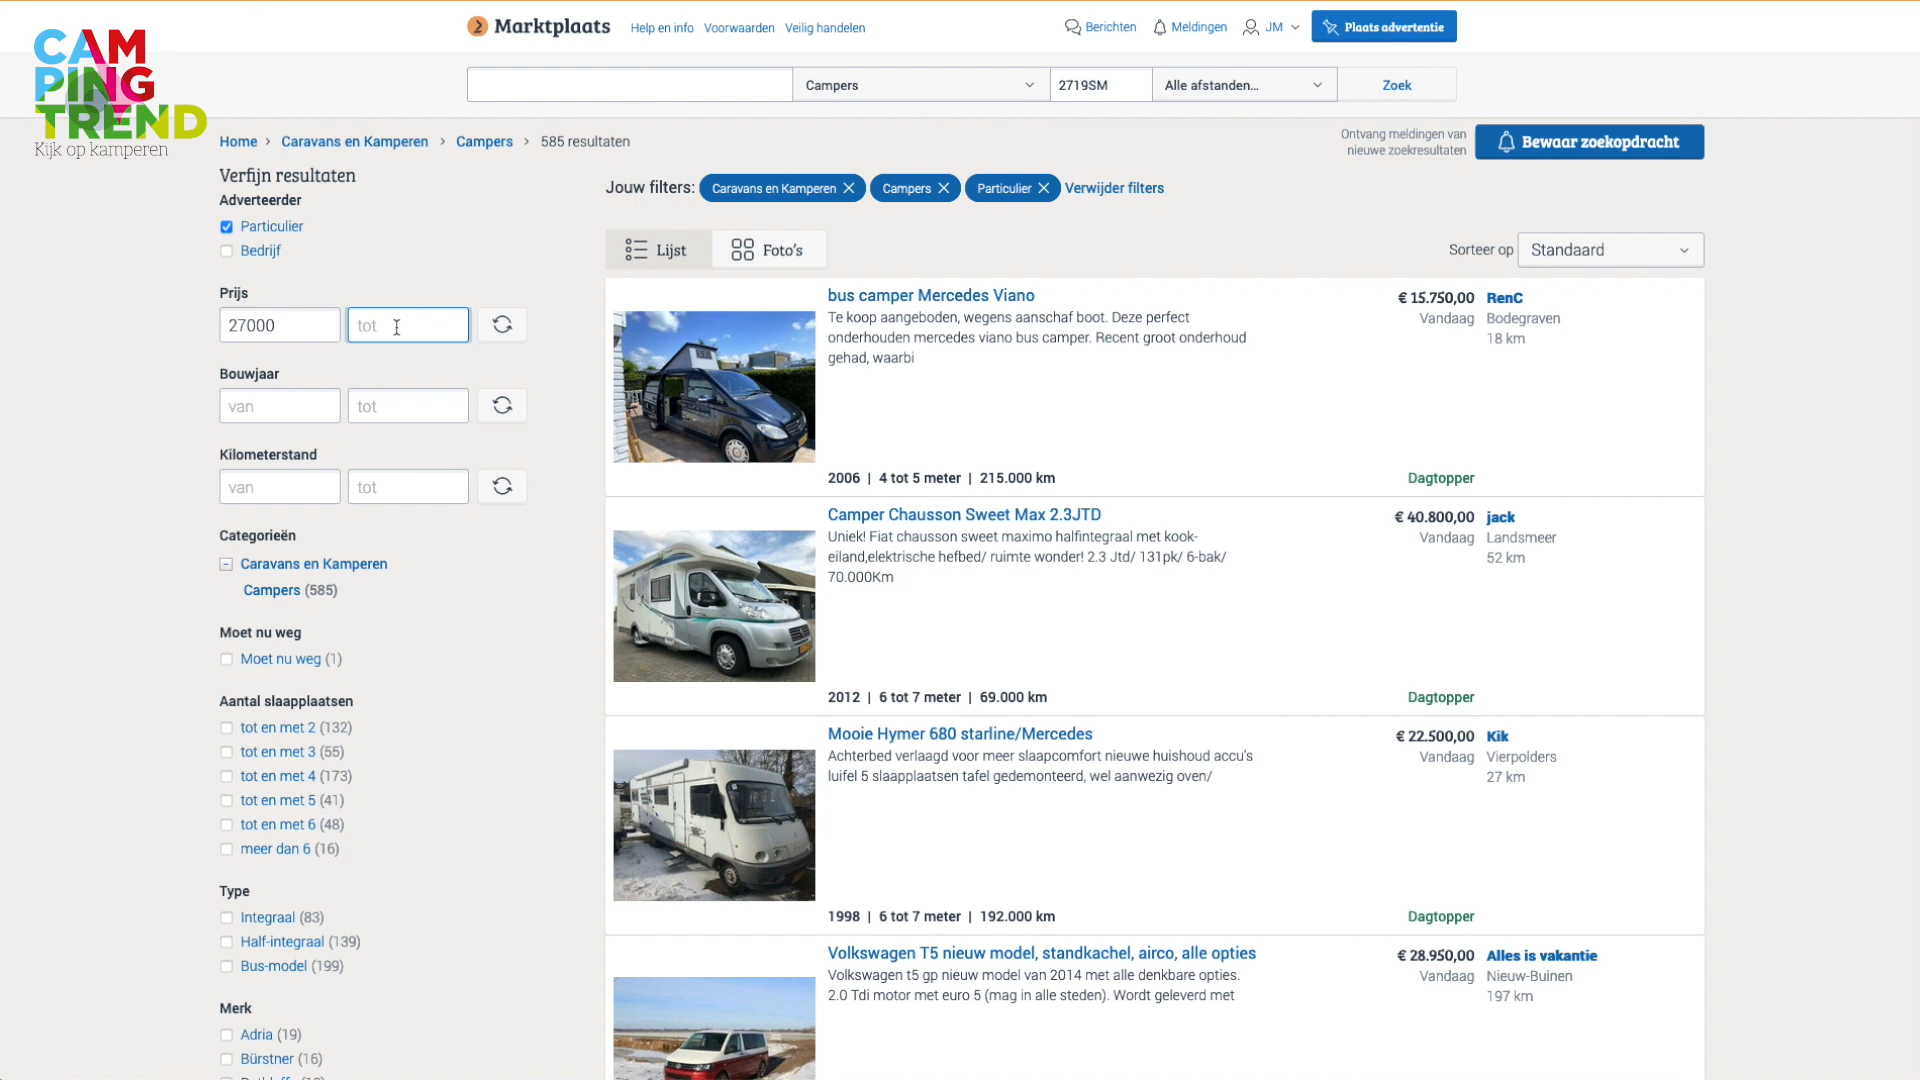 CAM
PING
TREND
Kijk op kamperen
Marktplaats
Help en info Voorwaarden Veilig handelen
Berichten Meldingen JM Plaats advertentie
Campers 2719SM Alle afstanden... Zoek
Home > Caravans en Kamperen > Campers > 585 resultaten
Ontvang meldingen van
nieuwe zoekresultaten
Bewaar zoekopdracht
Verfijn resultaten
Adverteerder
Particulier
Bedrijf
Prijs
27000 tot
Bouwjaar
van tot
Kilometerstand
van tot
Categorieën
Caravans en Kamperen
Campers (585)
Moet nu weg
Moet nu weg (1)
Aantal slaapplaatsen
tot en met 2 (132)
tot en met 3 (55)
tot en met 4 (173)
tot en met 5 (41)
tot en met 6 (48)
meer dan 6 (16)
Type
Integraal (83)
Half-integraal (139)
Bus-model (199)
Merk
Adria (19)
Bürstner (16)
Jouw filters: Caravans en Kamperen Campers Particulier Verwijder filters
Lijst Foto's
Sorteer op Standaard
bus camper Mercedes Viano
Te koop aangeboden, wegens aanschaf boot. Deze perfect
onderhouden mercedes viano bus camper. Recent groot onderhoud
gehad, waarbi
2006 | 4 tot 5 meter | 215.000 km
€ 15.750,00 RenC
Vandaag Bodegraven
18 km
Dagtopper
Camper Chausson Sweet Max 2.3JTD
Uniek! Fiat chausson sweet maximo halfintegraal met kook-
eiland,elektrische hefbed/ ruimte wonder! 2.3 Jtd/ 131pk/ 6-bak/
70.000Km
2012 | 6 tot 7 meter | 69.000 km
€ 40.800,00 jack
Vandaag Landsmeer
52 km
Dagtopper
Mooie Hymer 680 starline/Mercedes
Achterbed verlaagd voor meer slaapcomfort nieuwe huishoud accu's
luifel 5 slaapplaatsen tafel gedemonteerd, wel aanwezig oven/
1998 | 6 tot 7 meter | 192.000 km
€ 22.500,00 Kik
Vandaag Vierpolders
27 km
Dagtopper
Volkswagen T5 nieuw model, standkachel, airco, alle opties
Volkswagen t5 gp nieuw model van 2014 met alle denkbare opties.
2.0 Tdi motor met euro 5 (mag in alle steden). Wordt geleverd met
€ 28.950,00 Alles is vakantie
Vandaag Nieuw-Buinen
197 km